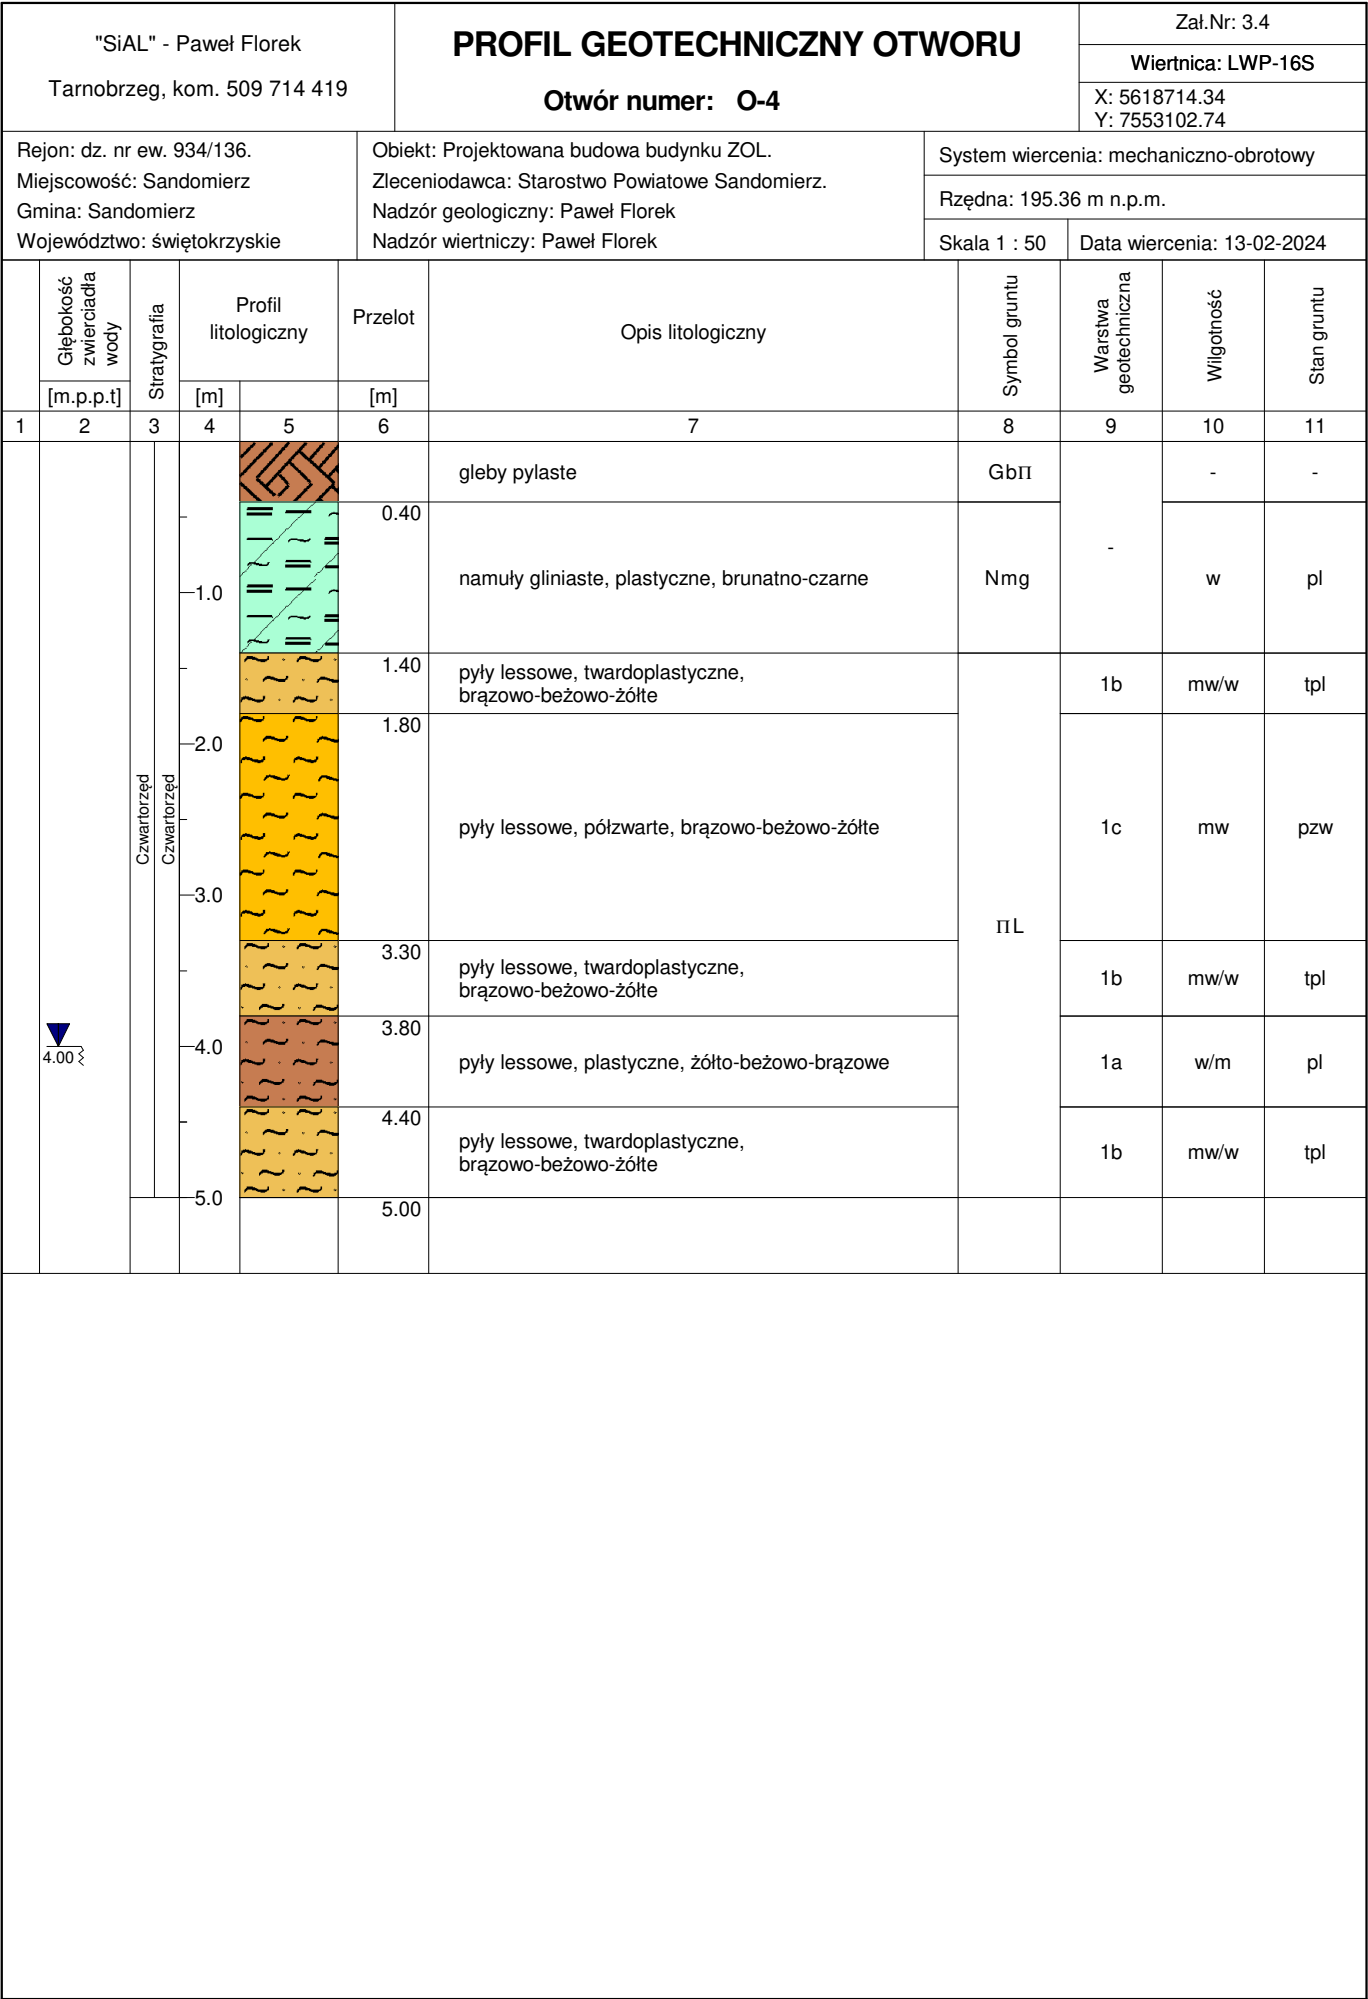 "SiAL" - Paweł Florek
Tarnobrzeg, kom. 509 714 419
PROFIL GEOTECHNICZNY OTWORU
Otwór numer: O-4
Zał.Nr: 3.4
Wiertnica: LWP-16S
X: 5618714.34
Y: 7553102.74
Rejon: dz. nr ew. 934/136.
Miejscowość: Sandomierz
Gmina: Sandomierz
Województwo: świętokrzyskie
Obiekt: Projektowana budowa budynku ZOL.
Zleceniodawca: Starostwo Powiatowe Sandomierz.
Nadzór geologiczny: Paweł Florek
Nadzór wiertniczy: Paweł Florek
System wiercenia: mechaniczno-obrotowy
Rzędna: 195.36 m n.p.m.
Skala 1 : 50
Data wiercenia: 13-02-2024
Głębokość
zwierciadła
wody
[m.p.p.t]
Stratygrafia
Profil
litologiczny
[m]
Przelot
[m]
Opis litologiczny
Symbol gruntu
Warstwa
geotechniczna
Wilgotność
Stan gruntu
1 2 3 4 5 6 7 8 9 10 11
gleby pylaste GbΠ - -
0.40
namuły gliniaste, plastyczne, brunatno-czarne Nmg - w pl
1.0
1.40
pyły lessowe, twardoplastyczne,
brązowo-beżowo-żółte
1b mw/w tpl
1.80
2.0
Czwartorzęd
Czwartorzęd
pyły lessowe, półzwarte, brązowo-beżowo-żółte 1c mw pzw
3.0
ΠL
3.30
pyły lessowe, twardoplastyczne,
brązowo-beżowo-żółte
1b mw/w tpl
3.80
4.00
4.0
pyły lessowe, plastyczne, żółto-beżowo-brązowe 1a w/m pl
4.40
pyły lessowe, twardoplastyczne,
brązowo-beżowo-żółte
1b mw/w tpl
5.0
5.00